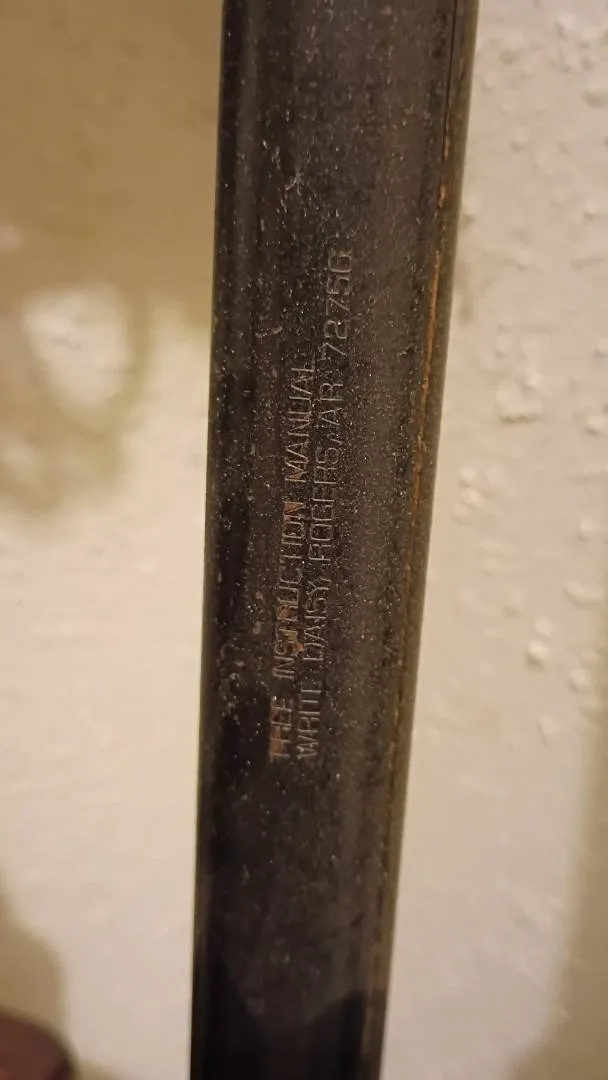 FREE INSTRUCTION MANUAL
WRITE DAISY, ROGERS, AR 72756